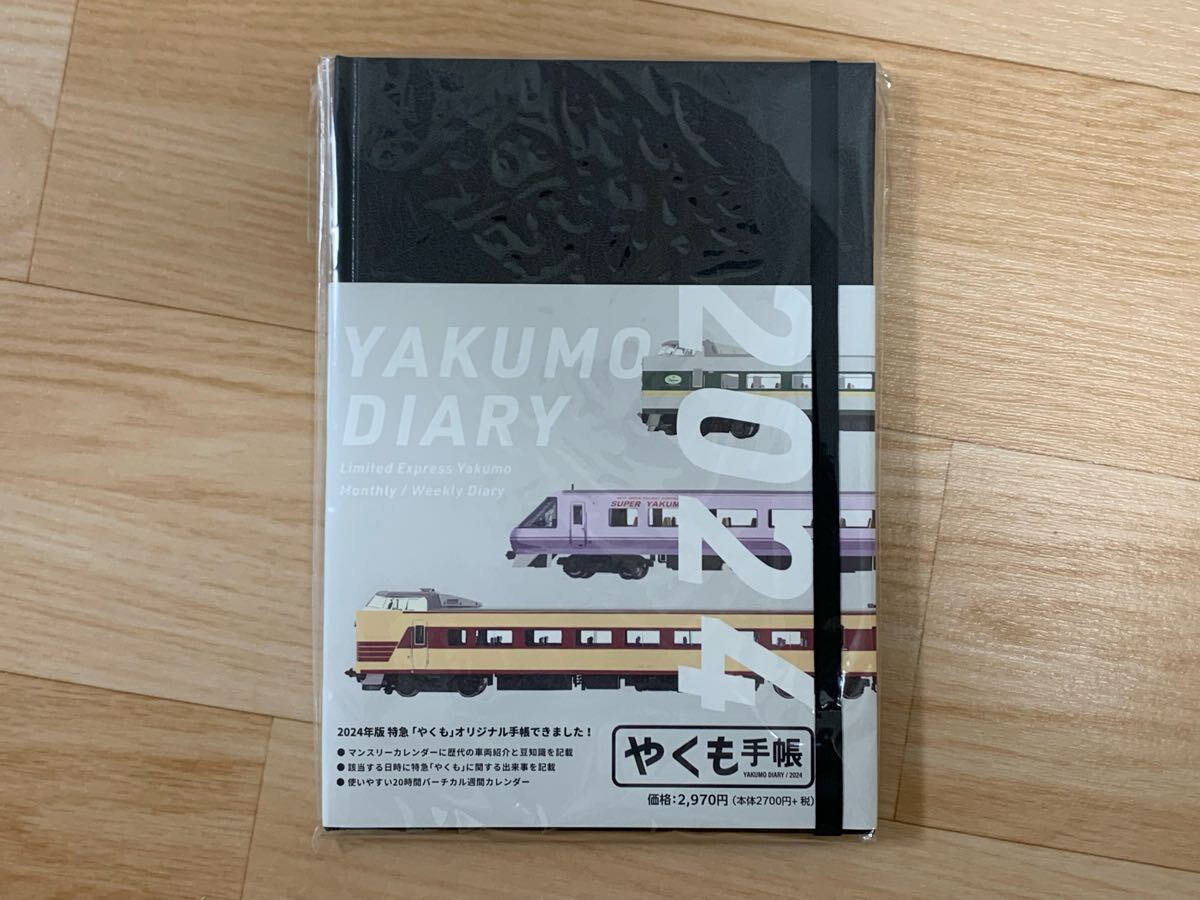 YAKUMO
DIARY
Limited Express Yakumo
Monthly / Weekly Diary
2024
SUPER YAKUM
2024年版 特急「やくも」オリジナル手帳できました！
● マンスリーカレンダーに歴代の車両紹介と豆知識を記載
● 該当する日時に特急「やくも」に関する出来事を記載
● 使いやすい20時間バーチカル週間カレンダー
やくも手帳
YAKUMO DIARY / 2024
価格：2,970円（本体2700円+ 税）